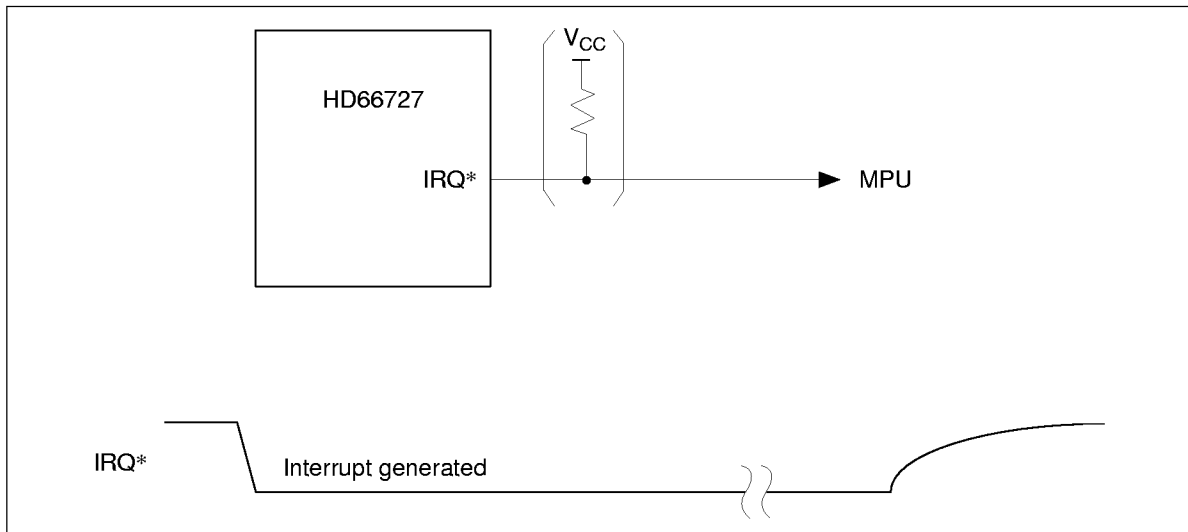 V_CC
HD66727
IRQ*
MPU
IRQ*
Interrupt generated